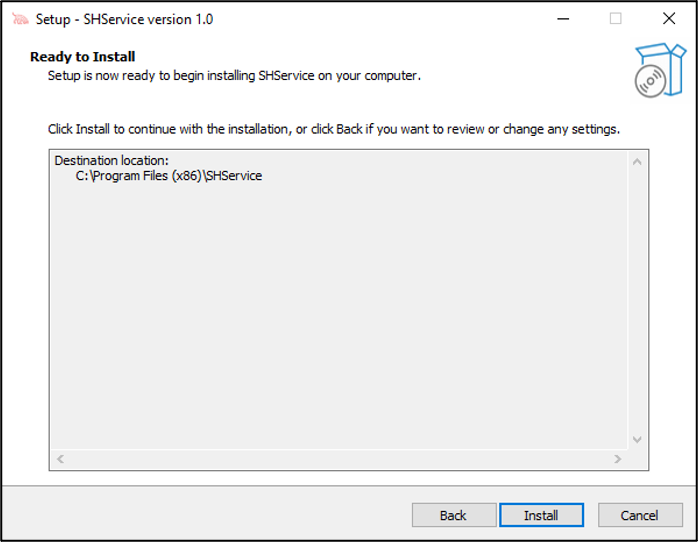 Setup - SHService version 1.0
Ready to Install
Setup is now ready to begin installing SHService on your computer.
Click Install to continue with the installation, or click Back if you want to review or change any settings.
Destination location:
C:\Program Files (x86)\SHService
Back Install Cancel